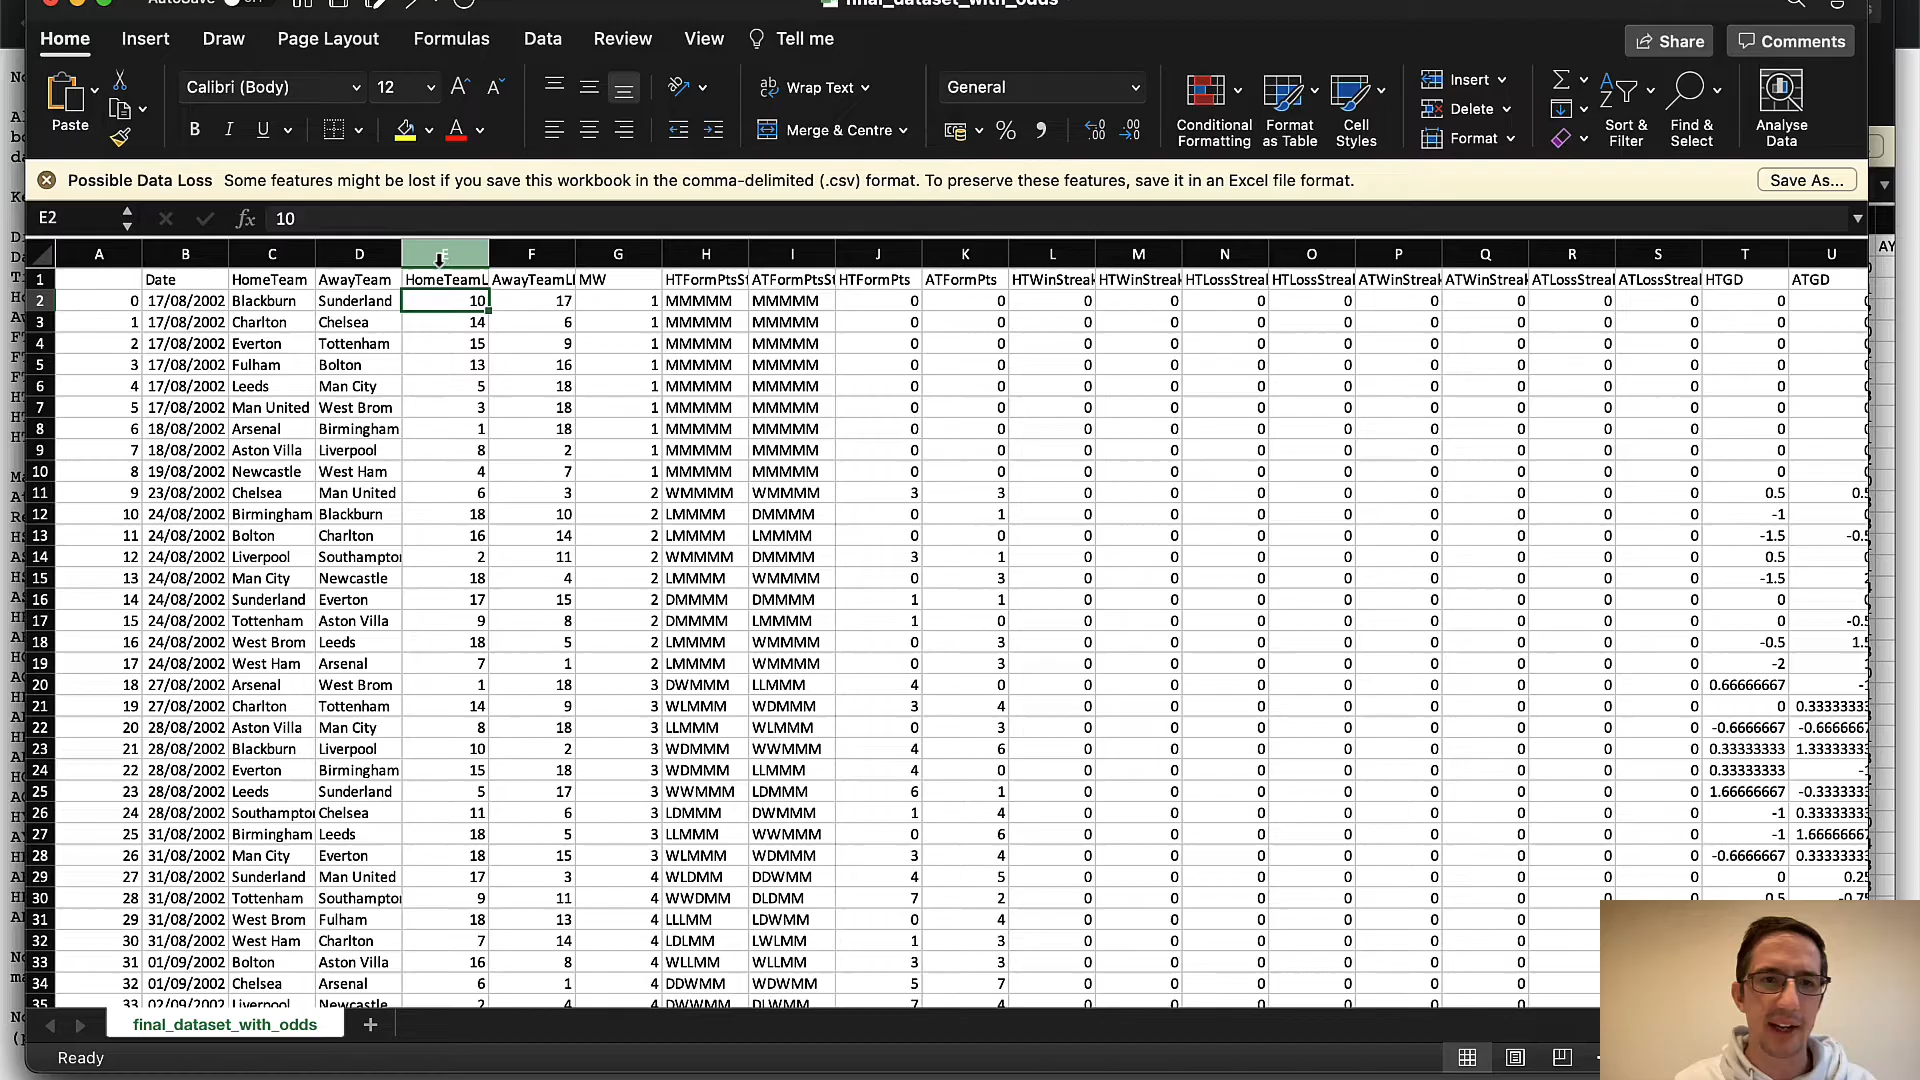 AutoSave
final_dataset_with_odds
Home Insert Draw Page Layout Formulas Data Review View Tell me Share Comments
Paste Calibri (Body) 12 Wrap Text General Insert
B I U Merge & Centre Delete
Conditional Formatting Format as Table Cell Styles Format Sort & Filter Find & Select Analyse Data
Possible Data Loss Some features might be lost if you save this workbook in the comma-delimited (.csv) format. To preserve these features, save it in an Excel file format. Save As...
E2 fx 10
A B C D E F G H I J K L M N O P Q R S T U
1 Date HomeTeam AwayTeam HomeTeamL AwayTeamLI MW HTFormPtsS ATFormPtsS HTFormPts ATFormPts HTWinStreak HTWinStreak HTLossStreal HTLossStreal ATWinStreak ATWinStreak ATLossStreal ATLossStreal HTGD ATGD
2 0 17/08/2002 Blackburn Sunderland 10 17 1 MMMMM MMMMM 0 0 0 0 0 0 0 0 0 0 0 0
3 1 17/08/2002 Charlton Chelsea 14 6 1 MMMMM MMMMM 0 0 0 0 0 0 0 0 0 0 0 0
4 2 17/08/2002 Everton Tottenham 15 9 1 MMMMM MMMMM 0 0 0 0 0 0 0 0 0 0 0 0
5 3 17/08/2002 Fulham Bolton 13 16 1 MMMMM MMMMM 0 0 0 0 0 0 0 0 0 0 0 0
6 4 17/08/2002 Leeds Man City 5 18 1 MMMMM MMMMM 0 0 0 0 0 0 0 0 0 0 0 0
7 5 17/08/2002 Man United West Brom 3 18 1 MMMMM MMMMM 0 0 0 0 0 0 0 0 0 0 0 0
8 6 18/08/2002 Arsenal Birmingham 1 18 1 MMMMM MMMMM 0 0 0 0 0 0 0 0 0 0 0 0
9 7 18/08/2002 Aston Villa Liverpool 8 2 1 MMMMM MMMMM 0 0 0 0 0 0 0 0 0 0 0 0
10 8 19/08/2002 Newcastle West Ham 4 7 1 MMMMM MMMMM 0 0 0 0 0 0 0 0 0 0 0 0
11 9 23/08/2002 Chelsea Man United 6 3 2 WMMMM WMMMM 3 3 0 0 0 0 0 0 0 0 0.5 0.5
12 10 24/08/2002 Birmingham Blackburn 18 10 2 LMMMM DMMMM 0 1 0 0 0 0 0 0 0 0 -1 0
13 11 24/08/2002 Bolton Charlton 16 14 2 LMMMM LMMMM 0 0 0 0 0 0 0 0 0 0 -1.5 -0.5
14 12 24/08/2002 Liverpool Southampton 2 11 2 WMMMM DMMMM 3 1 0 0 0 0 0 0 0 0 0.5 0
15 13 24/08/2002 Man City Newcastle 18 4 2 LMMMM WMMMM 0 3 0 0 0 0 0 0 0 0 -1.5 2
16 14 24/08/2002 Sunderland Everton 17 15 2 DMMMM DMMMM 1 1 0 0 0 0 0 0 0 0 0 0
17 15 24/08/2002 Tottenham Aston Villa 9 8 2 DMMMM LMMMM 1 0 0 0 0 0 0 0 0 0 0 -0.5
18 16 24/08/2002 West Brom Leeds 18 5 2 LMMMM WMMMM 0 3 0 0 0 0 0 0 0 0 -0.5 1.5
19 17 24/08/2002 West Ham Arsenal 7 1 2 LMMMM WMMMM 0 3 0 0 0 0 0 0 0 0 -2
20 18 27/08/2002 Arsenal West Brom 1 18 3 DWMMM LLMMM 4 0 0 0 0 0 0 0 0 0 0.66666667 -1
21 19 27/08/2002 Charlton Tottenham 14 9 3 WLMMM WDMMM 3 4 0 0 0 0 0 0 0 0 0 0.33333333
22 20 28/08/2002 Aston Villa Man City 8 18 3 LLMMM WLMMM 0 3 0 0 0 0 0 0 0 0 -0.6666667 -0.6666667
23 21 28/08/2002 Blackburn Liverpool 10 2 3 WDMMM WWMMM 4 6 0 0 0 0 0 0 0 0 0.33333333 1.33333333
24 22 28/08/2002 Everton Birmingham 15 18 3 WDMMM LLMMM 4 0 0 0 0 0 0 0 0 0 0.33333333 -1
25 23 28/08/2002 Leeds Sunderland 5 17 3 WWMMM LDMMM 6 1 0 0 0 0 0 0 0 0 1.66666667 -0.3333333
26 24 28/08/2002 Southampton Chelsea 11 6 3 LDMMM DWMMM 1 4 0 0 0 0 0 0 0 0 -1 0.33333333
27 25 31/08/2002 Birmingham Leeds 18 5 3 LLMMM WWMMM 0 6 0 0 0 0 0 0 0 0 -1 1.66666667
28 26 31/08/2002 Man City Everton 18 15 3 WLMMM WDMMM 3 4 0 0 0 0 0 0 0 0 -0.6666667 0.33333333
29 27 31/08/2002 Sunderland Man United 17 3 4 WLDMM DDWMM 4 5 0 0 0 0 0 0 0 0 0 0.25
30 28 31/08/2002 Tottenham Southampton 9 11 4 WWDMM DLDMM 7 2 0 0 0 0 0 0 0 0 0.5 -0.75
31 29 31/08/2002 West Brom Fulham 18 13 4 LLLMM LDWMM 0 4 0 0 0 0 0 0
32 30 31/08/2002 West Ham Charlton 7 14 4 LDLMM LWLMM 1 3 0 0 0 0 0 0
33 31 01/09/2002 Bolton Aston Villa 16 8 4 WLLMM WLLMM 3 3 0 0 0 0 0 0
34 32 01/09/2002 Chelsea Arsenal 6 1 4 DDWMM WDWMM 5 7 0 0 0 0 0 0
35 33 02/09/2002 Liverpool Newcastle 2 4 4 DWWMM DLWMM 7 4 0 0 0 0 0 0
final_dataset_with_odds
Ready